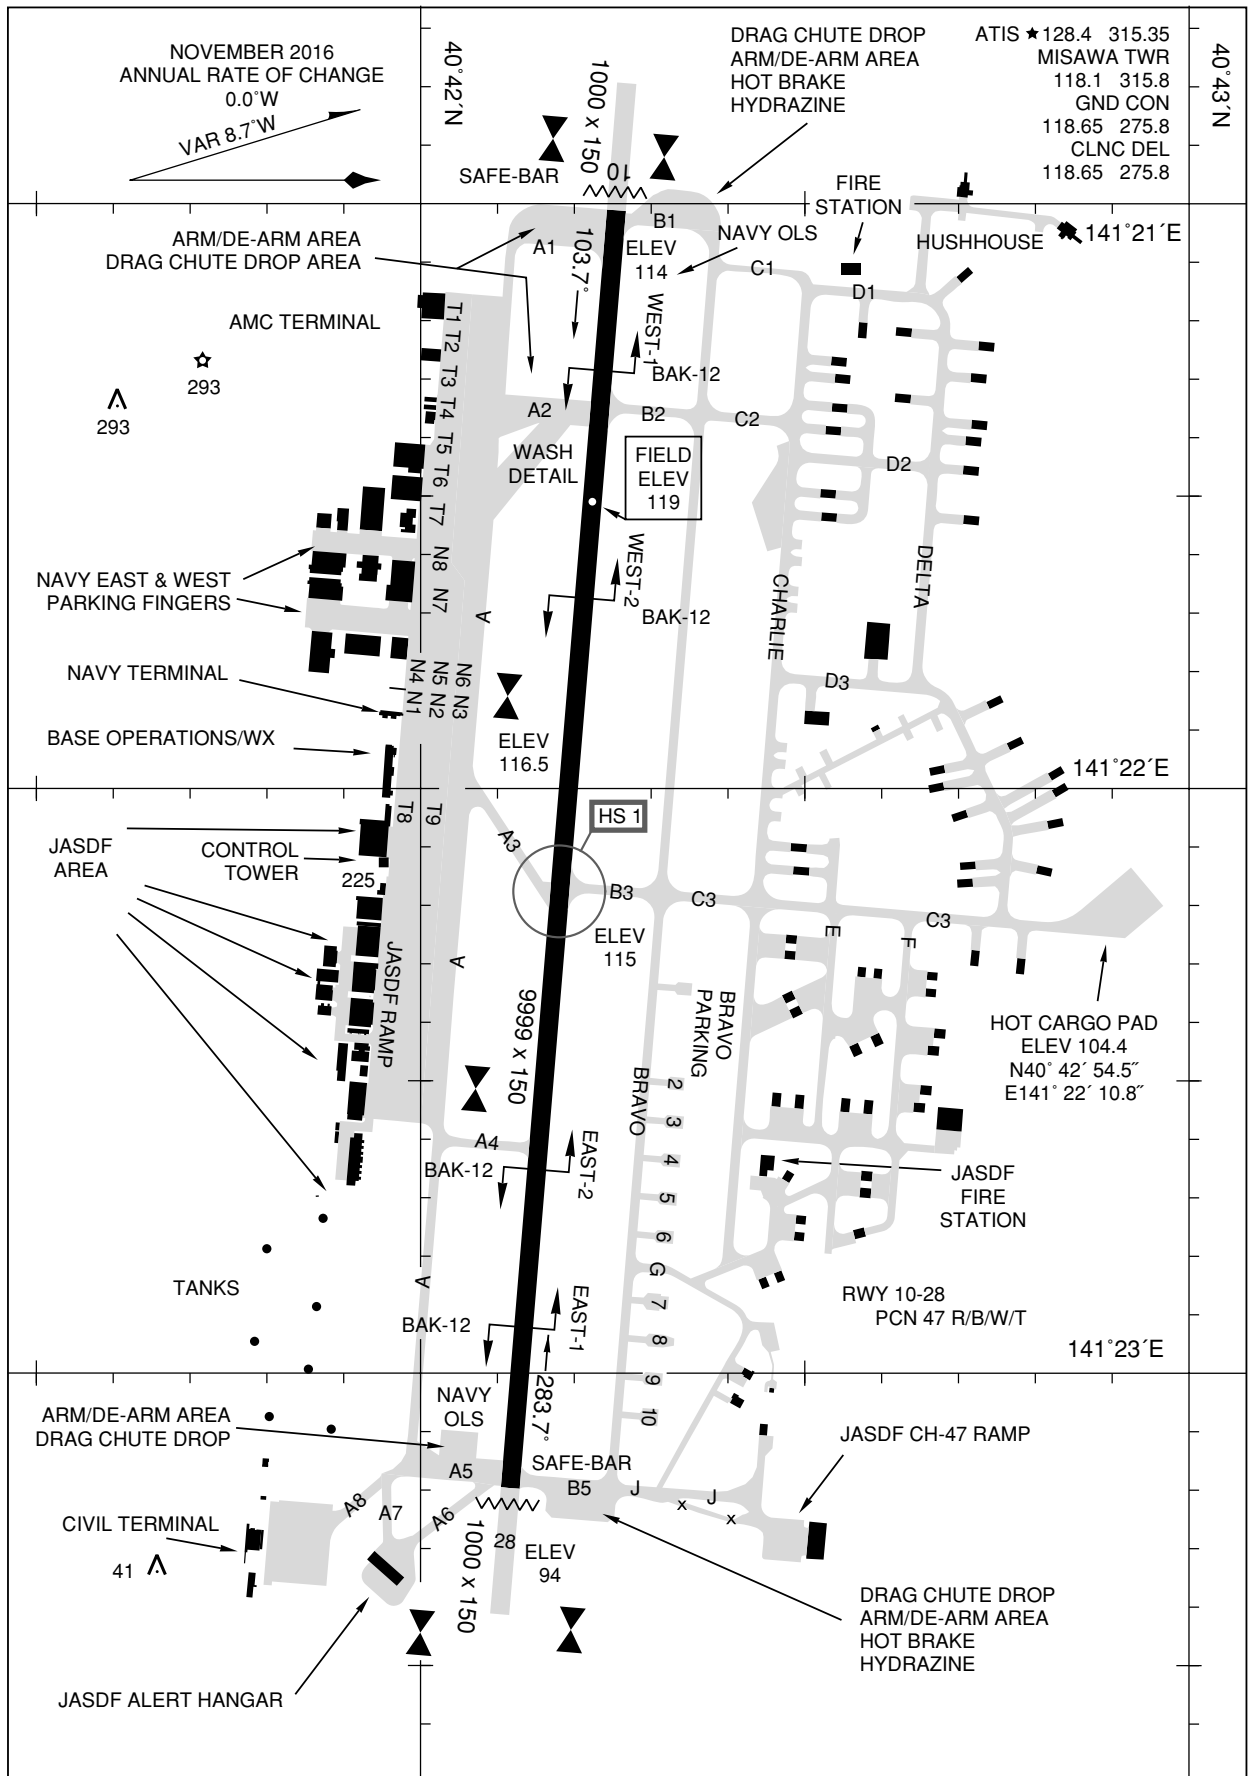 NOVEMBER 2016
ANNUAL RATE OF CHANGE
0.0°W
VAR 8.7°W
40°42´N
1000 x 150
DRAG CHUTE DROP
ARM/DE-ARM AREA
HOT BRAKE
HYDRAZINE
ATIS ★ 128.4 315.35
MISAWA TWR
118.1 315.8
GND CON
118.65 275.8
CLNC DEL
118.65 275.8
40°43´N
SAFE-BAR
10
FIRE
STATION
HUSHHOUSE
141°21´E
ARM/DE-ARM AREA
DRAG CHUTE DROP AREA
A1
103.7°
B1
ELEV
114
NAVY OLS
C1
D1
AMC TERMINAL
293
293
T1
T2
T3
T4
T5
T6
T7
N8
N7
WEST-1
BAK-12
A2
B2
C2
WASH
DETAIL
FIELD
ELEV
119
D2
WEST-2
BAK-12
NAVY EAST & WEST
PARKING FINGERS
A
CHARLIE
DELTA
NAVY TERMINAL
N4 N1
N5 N2
N6 N3
D3
BASE OPERATIONS/WX
ELEV
116.5
141°22´E
T8
T9
HS 1
A3
JASDF
AREA
CONTROL
TOWER
225
B3
C3
C3
E
F
ELEV
115
JASDF RAMP
A
9999 x 150
BRAVO
PARKING
BRAVO
HOT CARGO PAD
ELEV 104.4
N40° 42´ 54.5˝
E141° 22´ 10.8˝
2
3
4
5
6
G
7
8
9
10
A4
BAK-12
EAST-2
JASDF
FIRE
STATION
TANKS
A
RWY 10-28
PCN 47 R/B/W/T
BAK-12
EAST-1
283.7°
141°23´E
NAVY
OLS
ARM/DE-ARM AREA
DRAG CHUTE DROP
JASDF CH-47 RAMP
A5
SAFE-BAR
B5
J
x
J
x
A8
A7
A6
CIVIL TERMINAL
41
28
1000 x 150
ELEV
94
DRAG CHUTE DROP
ARM/DE-ARM AREA
HOT BRAKE
HYDRAZINE
JASDF ALERT HANGAR